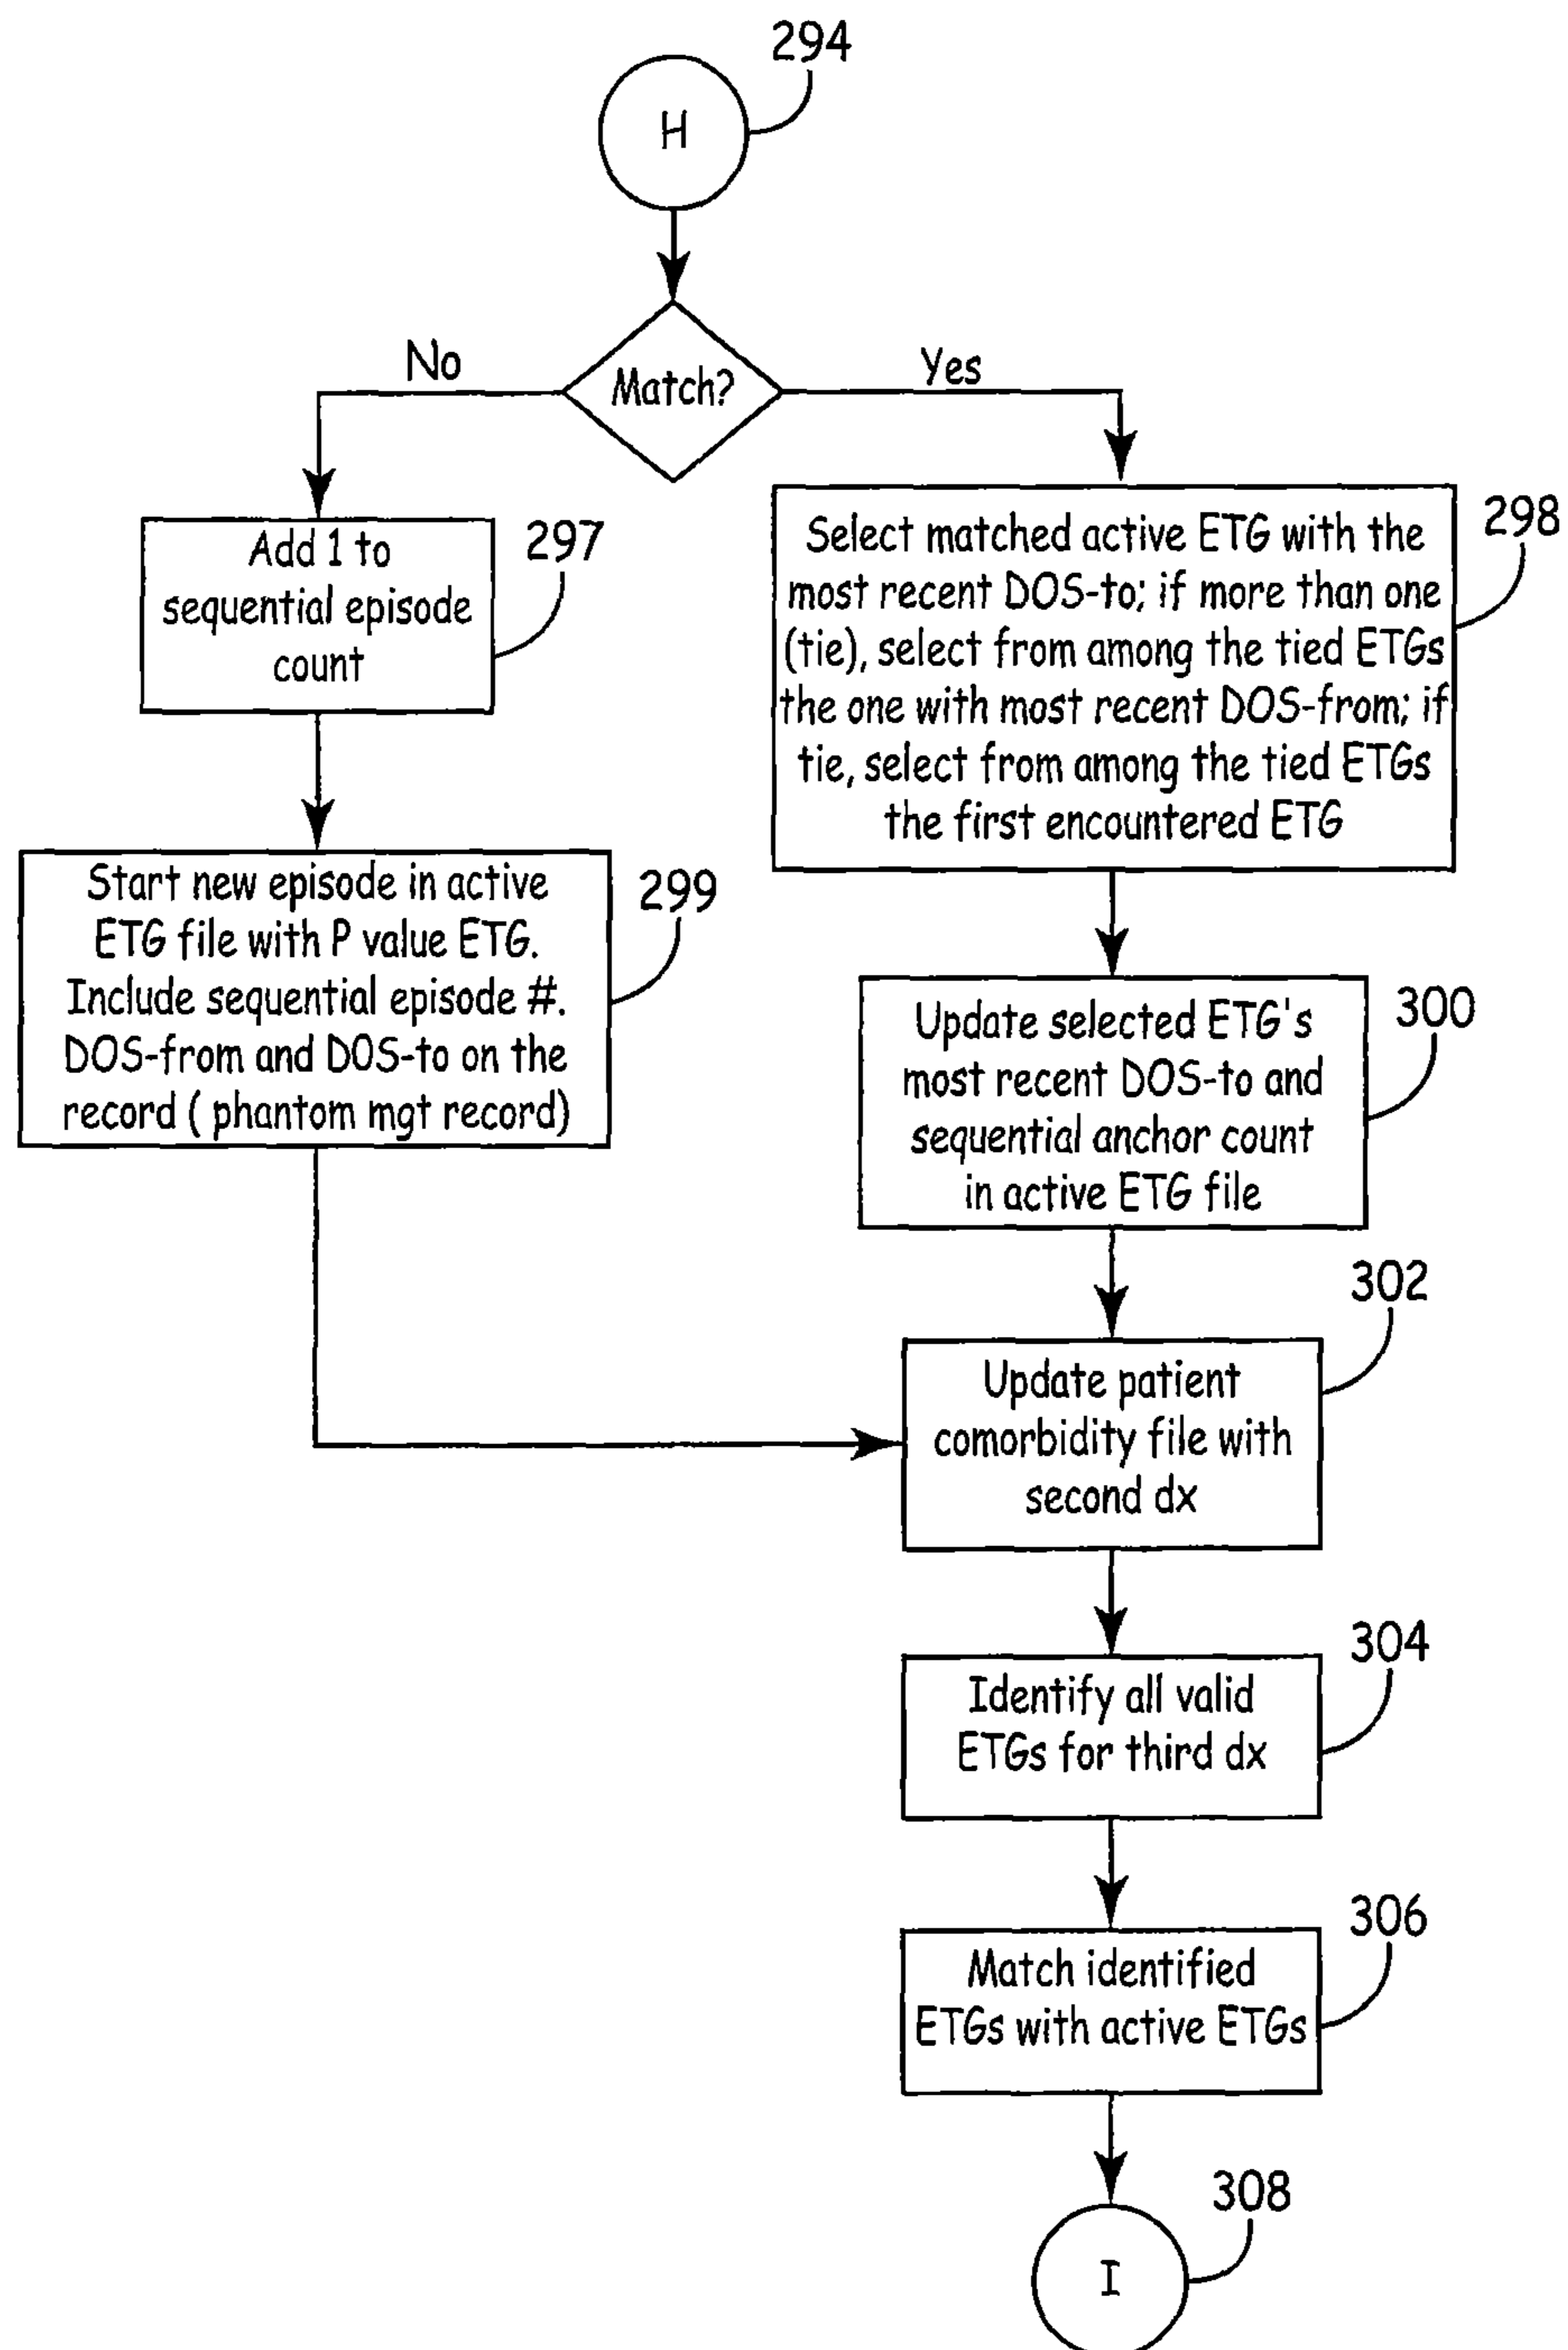 294
H
No
Match?
Yes
Add 1 to
sequential episode
count
297
Select matched active ETG with the
most recent DOS-to; if more than one
(tie), select from among the tied ETGs
the one with most recent DOS-from; if
tie, select from among the tied ETGs
the first encountered ETG
298
Start new episode in active
ETG file with P value ETG.
Include sequential episode #.
DOS-from and DOS-to on the
record ( phantom mgt record)
299
Update selected ETG's
most recent DOS-to and
sequential anchor count
in active ETG file
300
Update patient
comorbidity file with
second dx
302
Identify all valid
ETGs for third dx
304
Match identified
ETGs with active ETGs
306
I
308